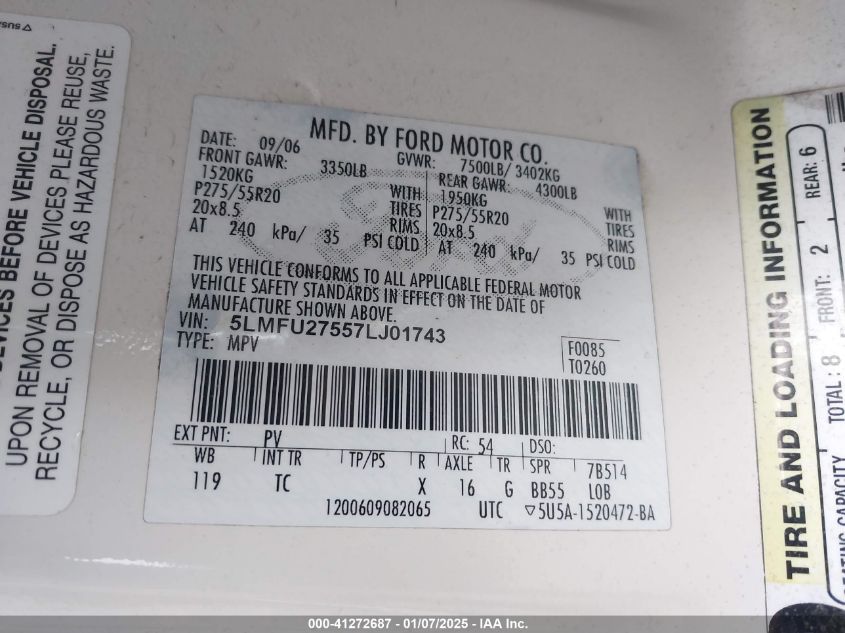 SUSA
DEVICES BEFORE VEHICLE DISPOSAL.
UPON REMOVAL OF DEVICES PLEASE REUSE,
RECYCLE, OR DISPOSE AS HAZARDOUS WASTE.
MFD. BY FORD MOTOR CO.
DATE: 09/06 GVWR: 7500LB/ 3402KG
FRONT GAWR: 3350LB REAR GAWR: 4300LB
1520KG WITH 1950KG WITH
P275/55R20 TIRES P275/55R20 TIRES
20x8.5 RIMS 20x8.5 RIMS
AT 240 kPa/ 35 PSI COLD AT 240 kPa/ 35 PSI COLD
THIS VEHICLE CONFORMS TO ALL APPLICABLE FEDERAL MOTOR
VEHICLE SAFETY STANDARDS IN EFFECT ON THE DATE OF
MANUFACTURE SHOWN ABOVE.
VIN: 5LMFU27557LJ01743
TYPE: MPV
F0085
T0260
EXT PNT: PV RC: 54 DSO:
WB INT TR TP/PS R AXLE TR SPR 7B514
119 TC X 16 G BB55 LOB
1200609082065 UTC ▽5U5A-1520472-BA
TIRE AND LOADING INFORMATION
SEATING CAPACITY TOTAL: 8 FRONT: 2 REAR: 6
000-41272687 - 01/07/2025 - IAA Inc.